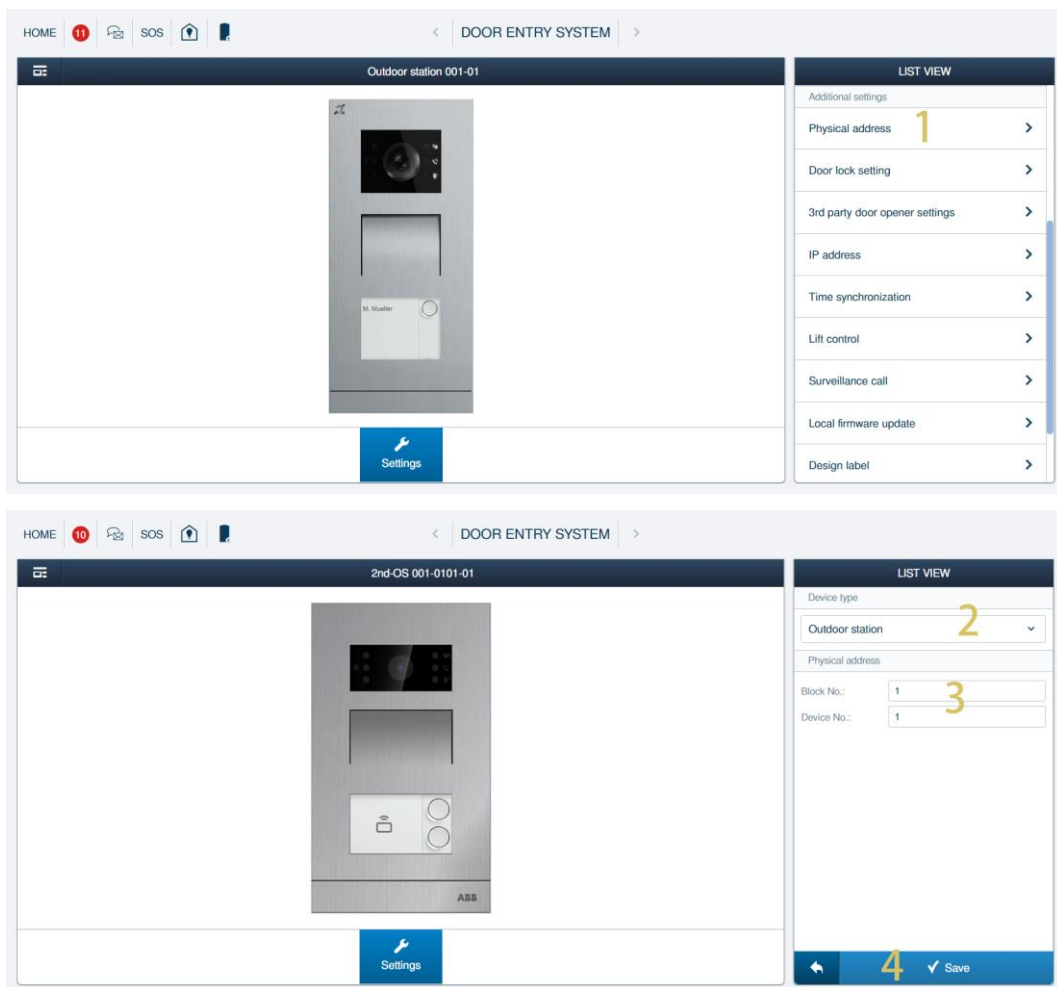 HOME 11 SOS DOOR ENTRY SYSTEM
Outdoor station 001-01
M. Mueller
Settings
LIST VIEW
Additional settings
Physical address 1
Door lock setting
3rd party door opener settings
IP address
Time synchronization
Lift control
Surveillance call
Local firmware update
Design label
HOME 10 SOS DOOR ENTRY SYSTEM
2nd-OS 001-0101-01
ABB
Settings
LIST VIEW
Device type
Outdoor station 2
Physical address
Block No.: 1 3
Device No.: 1
4 Save